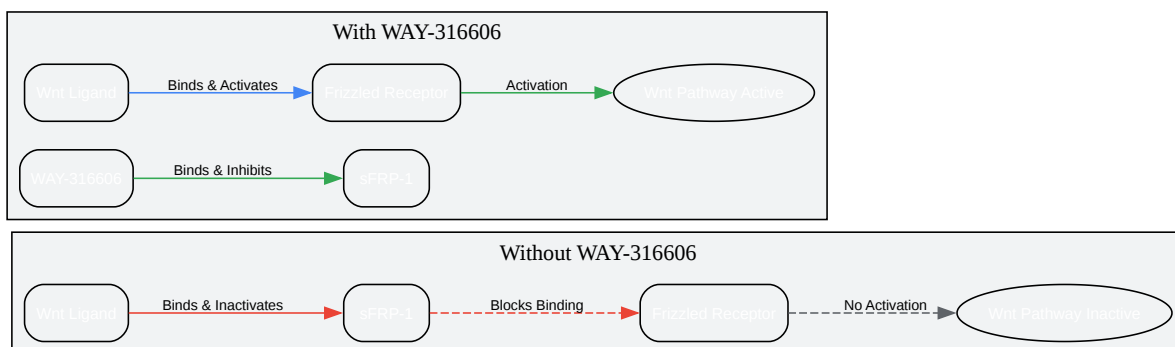 With WAY-316606
Wnt Ligand
Binds & Activates
Frizzled Receptor
Activation
Wnt Pathway Active
WAY-316606
Binds & Inhibits
sFRP-1
Without WAY-316606
Wnt Ligand
Binds & Inactivates
sFRP-1
Blocks Binding
Frizzled Receptor
No Activation
Wnt Pathway Inactive